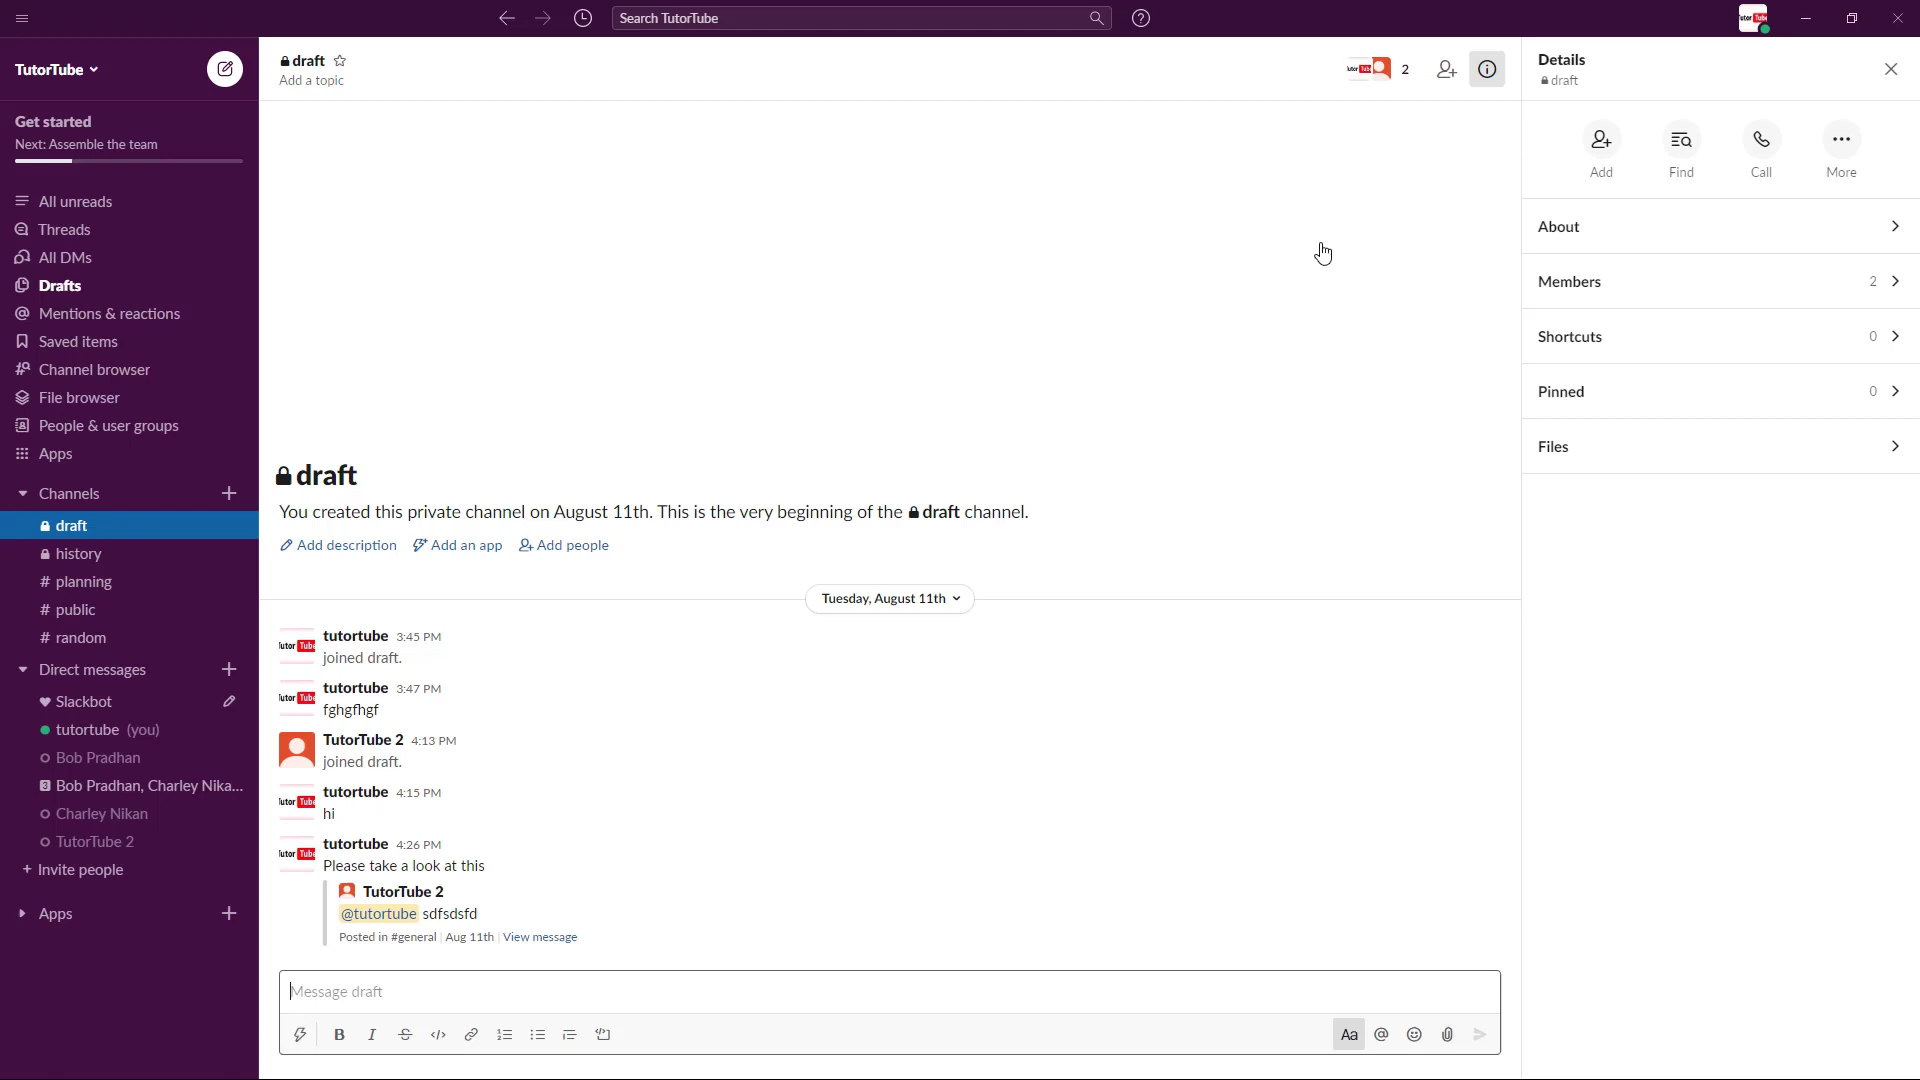 Search TutorTube
TutorTube
Get started
Next: Assemble the team
All unreads
Threads
All DMs
Drafts
Mentions & reactions
Saved items
Channel browser
File browser
People & user groups
Apps
Channels
draft
history
# planning
# public
# random
Direct messages
Slackbot
tutortube (you)
Bob Pradhan
3 Bob Pradhan, Charley Nika...
Charley Nikan
TutorTube 2
+ Invite people
Apps
draft
Add a topic
2
draft
You created this private channel on August 11th. This is the very beginning of the draft channel.
Add description Add an app Add people
Tuesday, August 11th
tutortube 3:45 PM
joined draft.
tutortube 3:47 PM
fghgfhgf
TutorTube 2 4:13 PM
joined draft.
tutortube 4:15 PM
hi
tutortube 4:26 PM
Please take a look at this
TutorTube 2
@tutortube sdfsdsfd
Posted in #general | Aug 11th | View message
Message draft
B I S Aa @
Details
draft
Add Find Call More
About
Members 2
Shortcuts 0
Pinned 0
Files